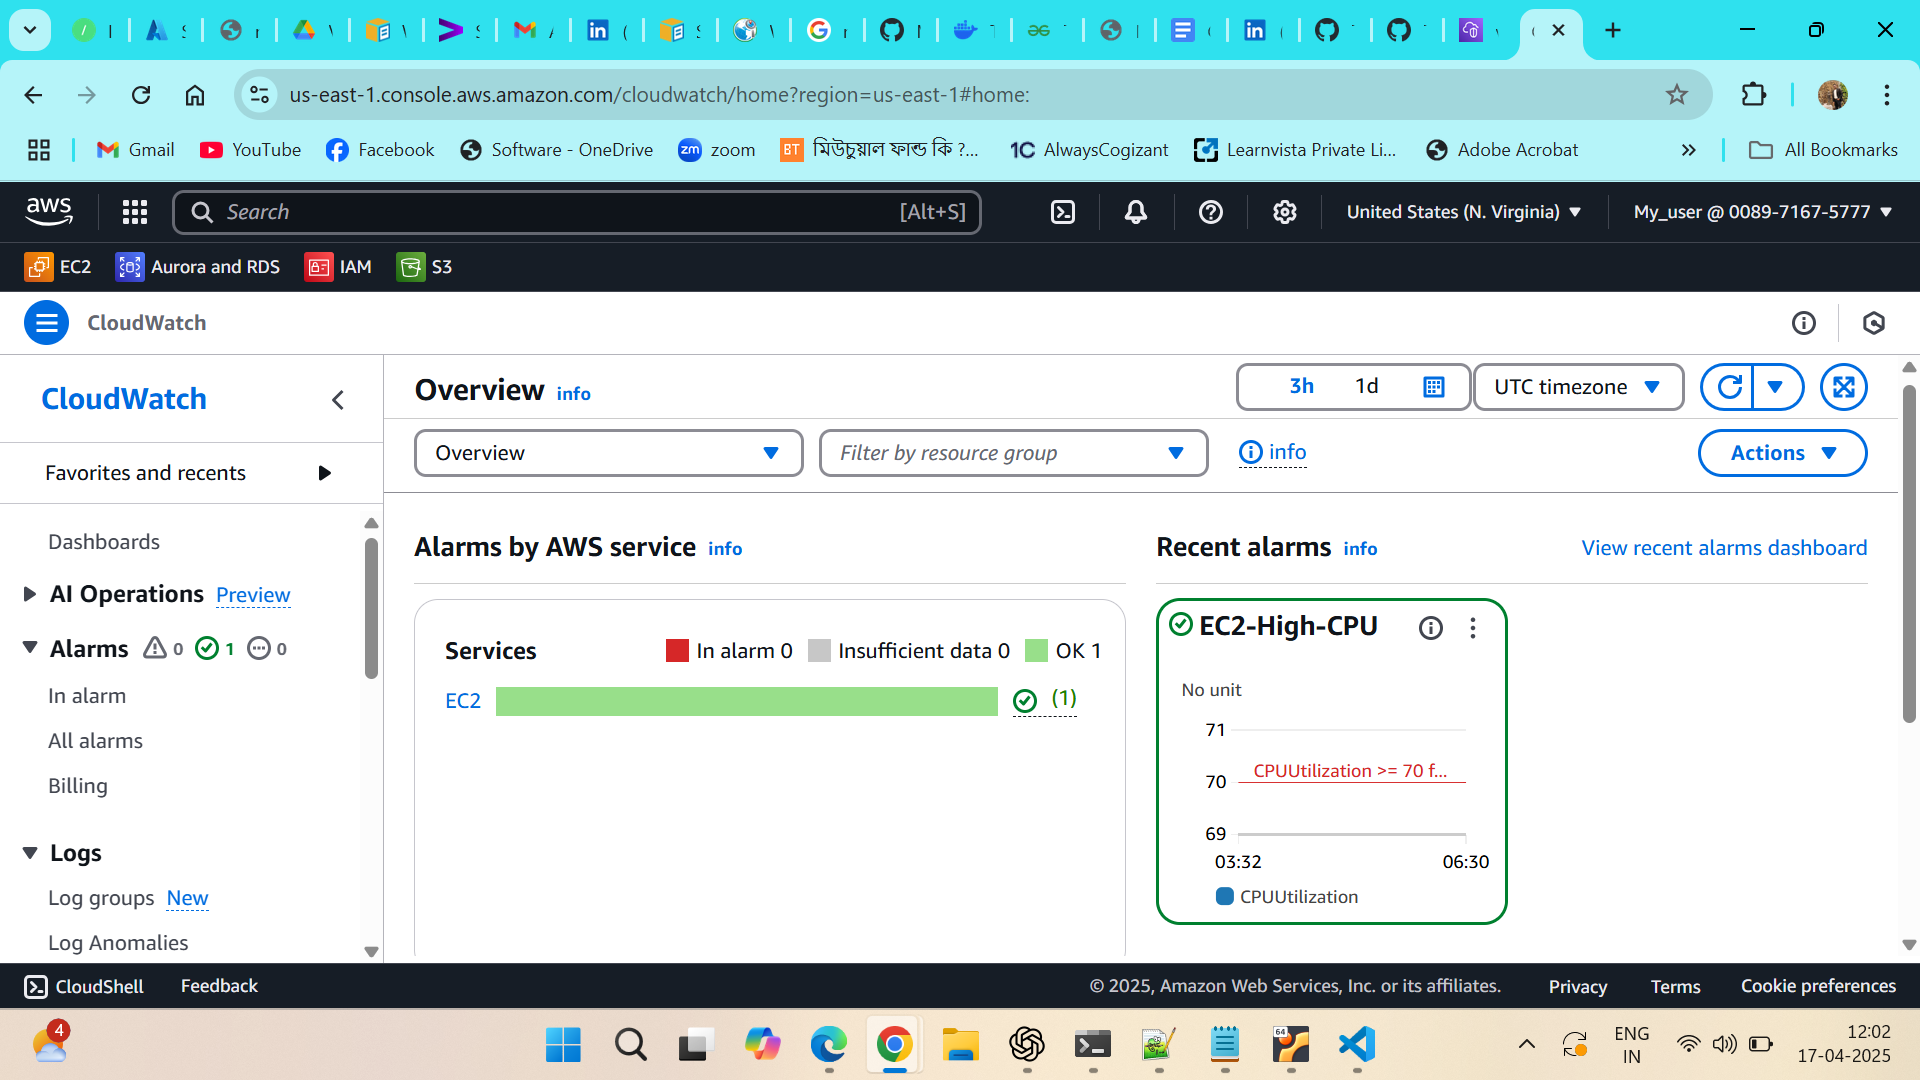 us-east-1.console.aws.amazon.com/cloudwatch/home?region=us-east-1#home:
Gmail YouTube Facebook Software - OneDrive zm zoom BT মিউচুয়াল ফান্ড কি ?... 1C AlwaysCogizant Learnvista Private Li... Adobe Acrobat » All Bookmarks
aws Search [Alt+S] United States (N. Virginia) My_user @ 0089-7167-5777
EC2 Aurora and RDS IAM S3
CloudWatch
CloudWatch
Favorites and recents
Dashboards
AI Operations Preview
Alarms 0 1 0
In alarm
All alarms
Billing
Logs
Log groups New
Log Anomalies
Overview info 3h 1d UTC timezone
Overview Filter by resource group info Actions
Alarms by AWS service info
Services In alarm 0 Insufficient data 0 OK 1
EC2 (1)
Recent alarms info View recent alarms dashboard
EC2-High-CPU
No unit
71
CPUUtilization >= 70 f...
70
69
03:32 06:30
CPUUtilization
CloudShell Feedback © 2025, Amazon Web Services, Inc. or its affiliates. Privacy Terms Cookie preferences
4 64 ENG IN 12:02
17-04-2025